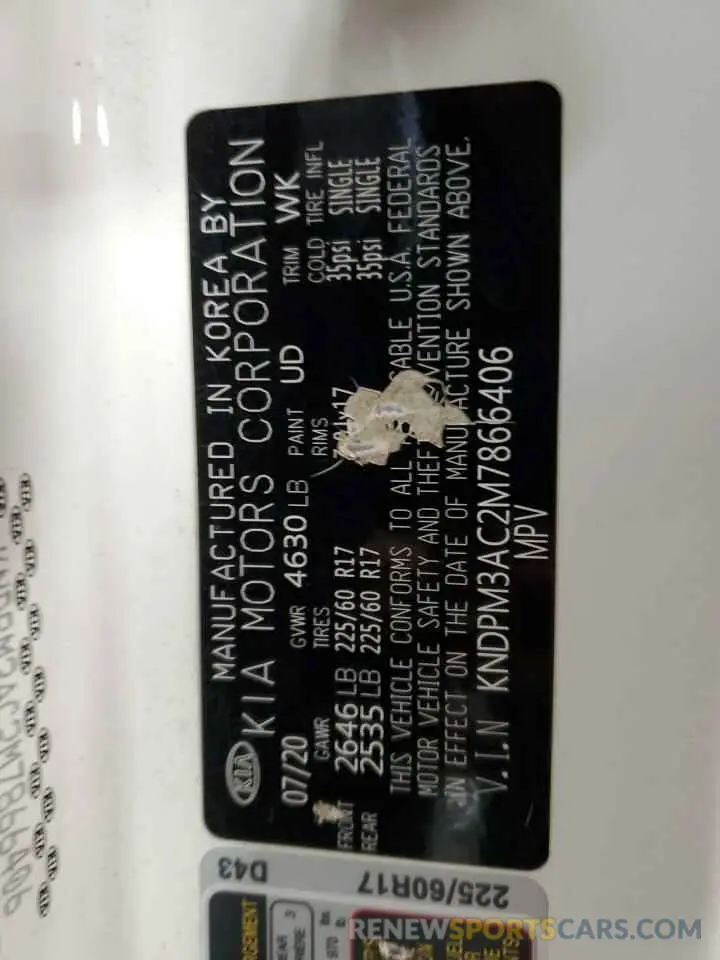 MANUFACTURED IN KOREA BY
KIA KIA MOTORS CORPORATION
07/20 GVWR 4630 LB PAINT UD TRIM WK
GAWR TIRES RIMS COLD TIRE INFL
FRONT 2646 LB 225/60 R17 35psi SINGLE
REAR 2535 LB 225/60 R17 35psi SINGLE
THIS VEHICLE CONFORMS TO ALL U.S.A. FEDERAL
MOTOR VEHICLE SAFETY AND THEFT STANDARDS
IN EFFECT ON THE DATE OF MANUFACTURE SHOWN ABOVE.
V.I.N KNDPM3AC2M7866406
MPV
D43
225/60R17
RENEWSPORTSCARS.COM